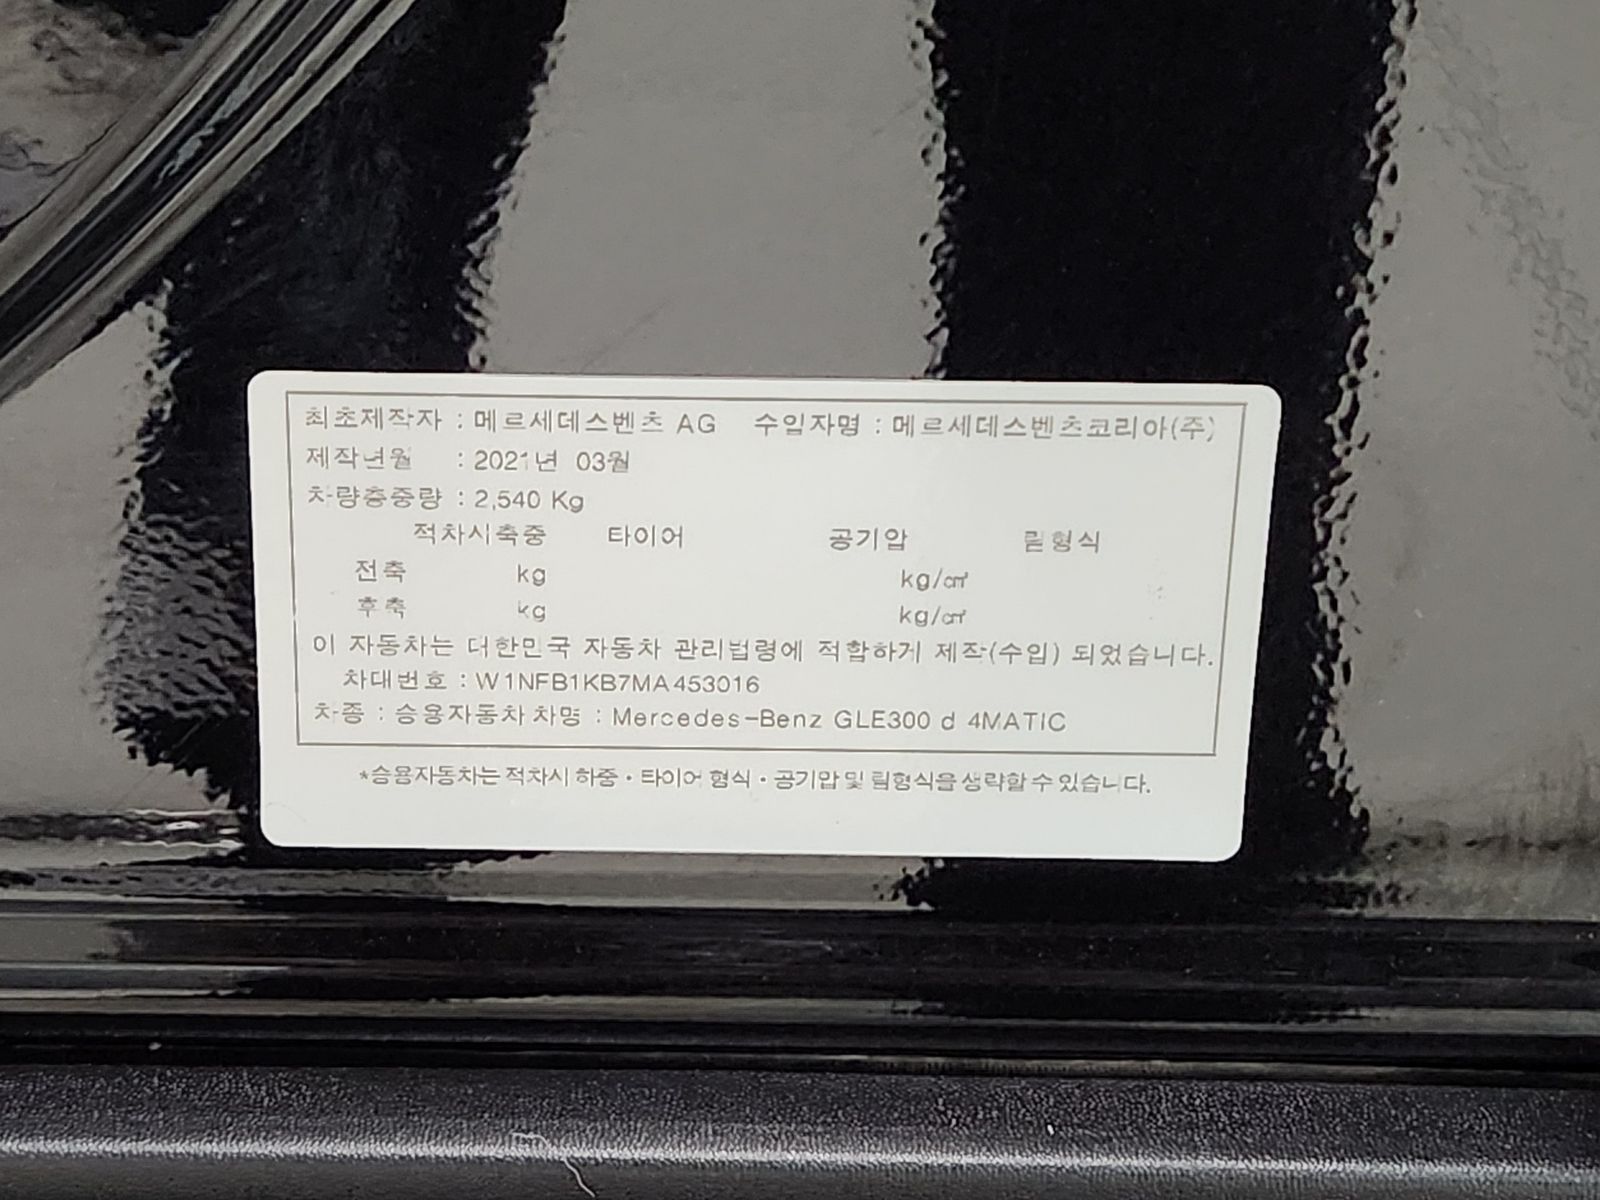 최초제작자 : 메르세데스벤츠 AG 수입자명 : 메르세데스벤츠코리아(주)
제작년월 : 2021년 03월
차량총중량 : 2,540 Kg
적차시축중 타이어 공기압 림형식
전축 kg kg/㎠
후축 kg kg/㎠
이 자동차는 대한민국 자동차 관리법령에 적합하게 제작(수입) 되었습니다.
차대번호 : W1NFB1KB7MA453016
차종 : 승용자동차 차명 : Mercedes-Benz GLE300 d 4MATIC
*승용자동차는 적차시 하중・타이어 형식・공기압 및 림형식을 생략할 수 있습니다.